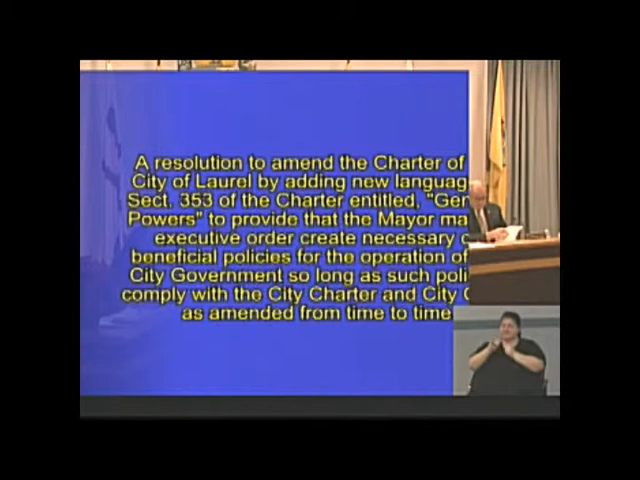 A resolution to amend the Charter of
City of Laurel by adding new languag
Sect. 353 of the Charter entitled, "Gen
Powers" to provide that the Mayor ma
executive order create necessary o
beneficial policies for the operation of
City Government so long as such poli
comply with the City Charter and City C
as amended from time to time